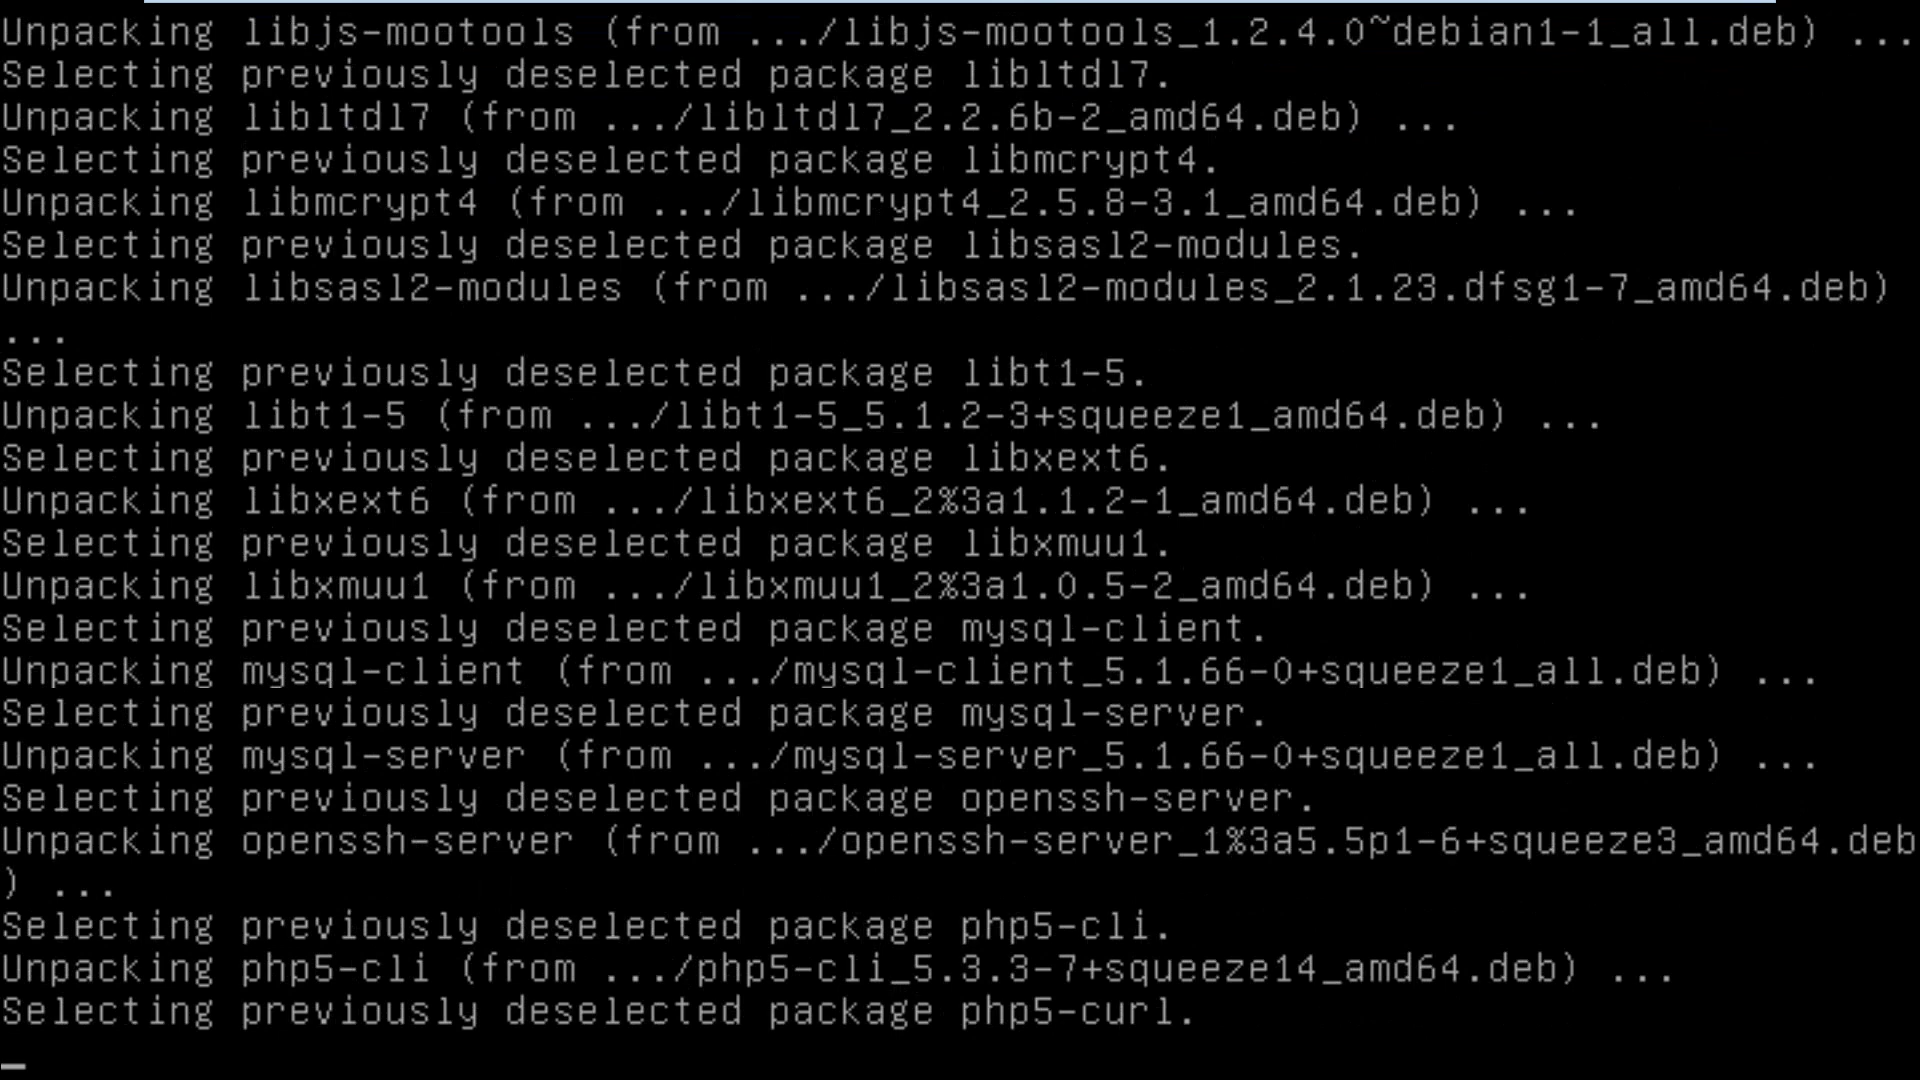 Unpacking libjs-mootools (from .../libjs-mootools_1.2.4.0~debian1-1_all.deb) ...
Selecting previously deselected package libltdl7.
Unpacking libltdl7 (from .../libltdl7_2.2.6b-2_amd64.deb) ...
Selecting previously deselected package libmcrypt4.
Unpacking libmcrypt4 (from .../libmcrypt4_2.5.8-3.1_amd64.deb) ...
Selecting previously deselected package libsasl2-modules.
Unpacking libsasl2-modules (from .../libsasl2-modules_2.1.23.dfsg1-7_amd64.deb)
...
Selecting previously deselected package libt1-5.
Unpacking libt1-5 (from .../libt1-5_5.1.2-3+squeeze1_amd64.deb) ...
Selecting previously deselected package libxext6.
Unpacking libxext6 (from .../libxext6_2%3a1.1.2-1_amd64.deb) ...
Selecting previously deselected package libxmuu1.
Unpacking libxmuu1 (from .../libxmuu1_2%3a1.0.5-2_amd64.deb) ...
Selecting previously deselected package mysql-client.
Unpacking mysql-client (from .../mysql-client_5.1.66-0+squeeze1_all.deb) ...
Selecting previously deselected package mysql-server.
Unpacking mysql-server (from .../mysql-server_5.1.66-0+squeeze1_all.deb) ...
Selecting previously deselected package openssh-server.
Unpacking openssh-server (from .../openssh-server_1%3a5.5p1-6+squeeze3_amd64.deb
) ...
Selecting previously deselected package php5-cli.
Unpacking php5-cli (from .../php5-cli_5.3.3-7+squeeze14_amd64.deb) ...
Selecting previously deselected package php5-curl.